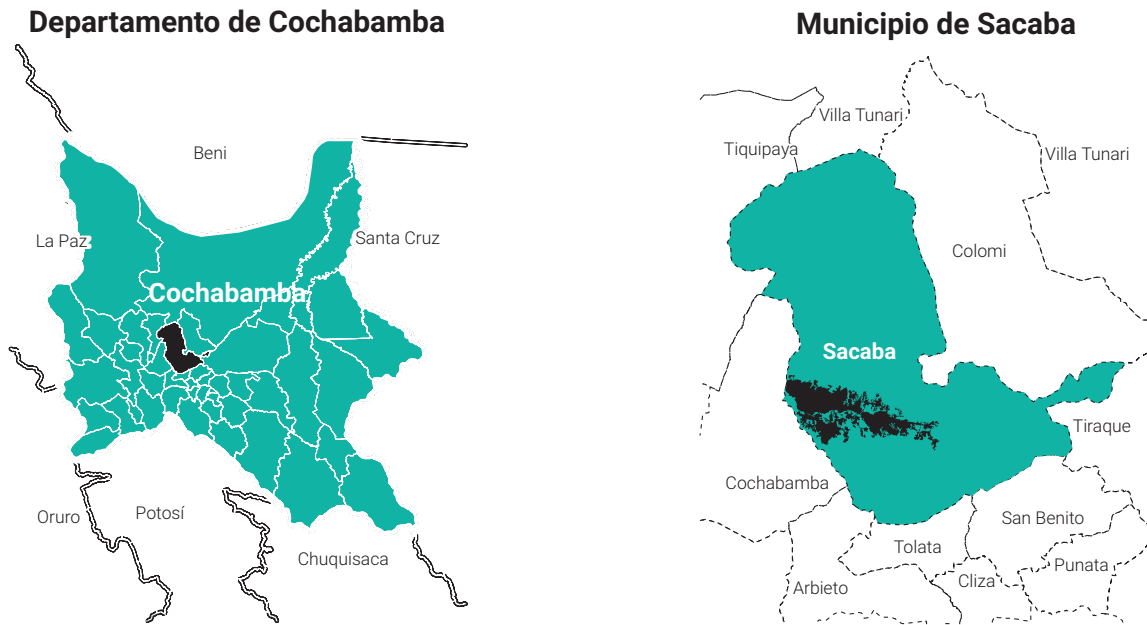 Departamento de Cochabamba
Beni
La Paz
Santa Cruz
Cochabamba
Oruro
Potosí
Chuquisaca
Municipio de Sacaba
Villa Tunari
Tiquipaya
Villa Tunari
Colomi
Sacaba
Tiraque
Cochabamba
San Benito
Tolata
Punata
Cliza
Arbieto